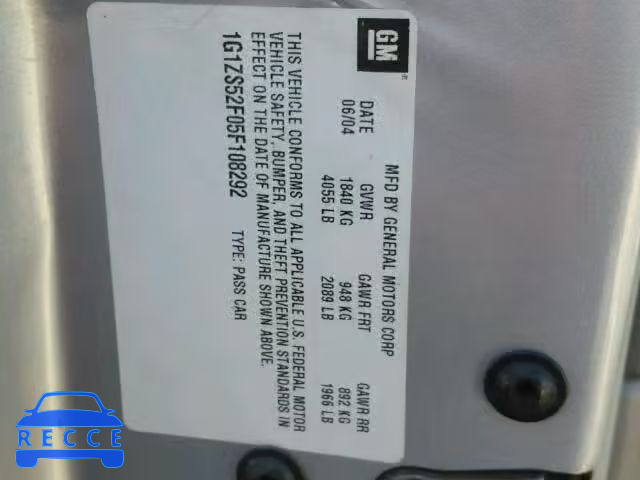 GM
MFD BY GENERAL MOTORS CORP
DATE GVWR GAWR FRT GAWR RR
06/04 1840 KG 948 KG 892 KG
4055 LB 2089 LB 1966 LB
THIS VEHICLE CONFORMS TO ALL APPLICABLE U.S. FEDERAL MOTOR
VEHICLE SAFETY, BUMPER, AND THEFT PREVENTION STANDARDS IN
EFFECT ON THE DATE OF MANUFACTURE SHOWN ABOVE.
1G1ZS52F05F108292 TYPE: PASS CAR
RECCE